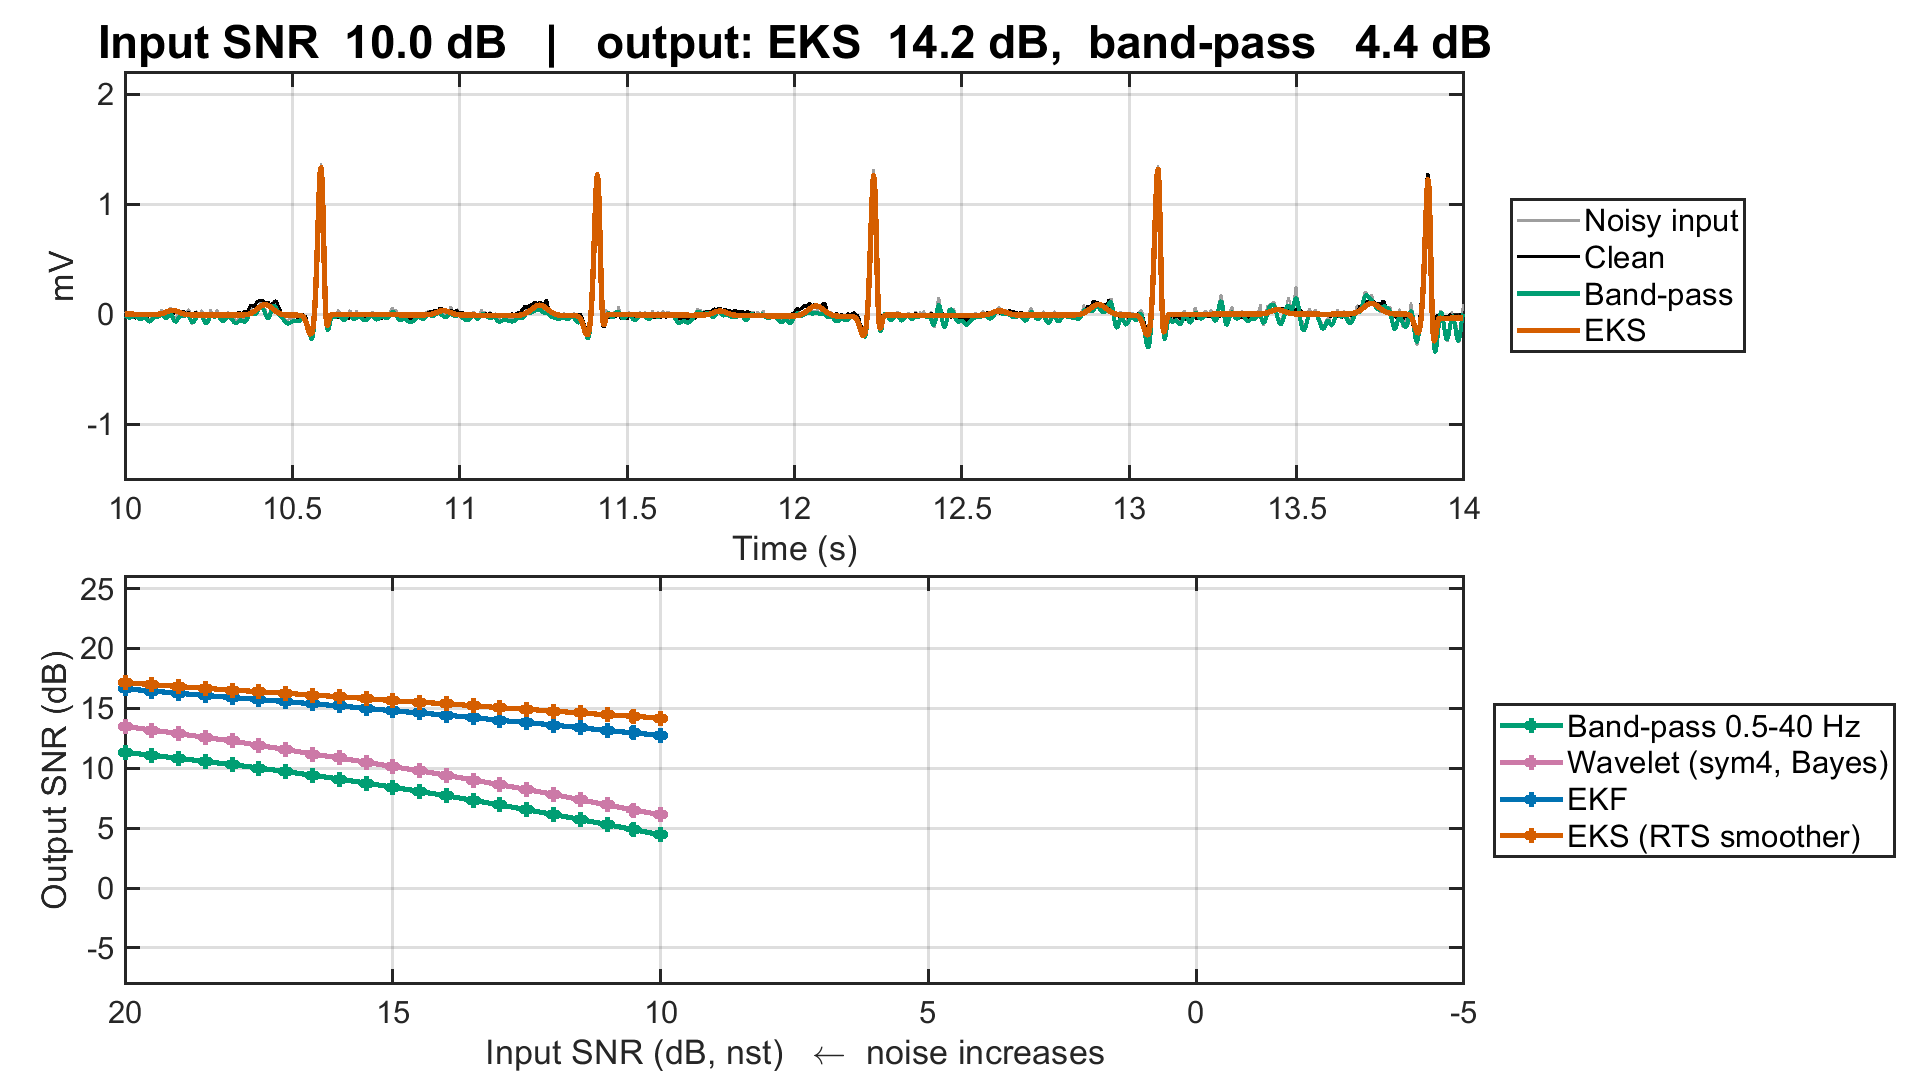 Input SNR  10.0 dB   |   output: EKS  14.2 dB,  band-pass   4.4 dB
mV
2
1
0
-1
10 10.5 11 11.5 12 12.5 13 13.5 14
Time (s)
Noisy input
Clean
Band-pass
EKS
Output SNR (dB)
25
20
15
10
5
0
-5
20 15 10 5 0 -5
Input SNR (dB, nst)   ←  noise increases
Band-pass 0.5-40 Hz
Wavelet (sym4, Bayes)
EKF
EKS (RTS smoother)